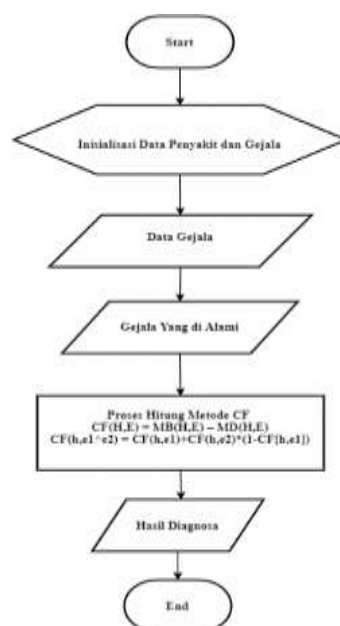 Start
Inisialisasi Data Penyakit dan Gejala
Data Gejala
Gejala Yang di Alami
Proses Hitung Metode CF
CF(H,E) = MB(H,E) – MD(H,E)
CF(h,e1^e2) = CF(h,e1)+CF(h,e2)*(1-CF[h,e1])
Hasil Diagnosa
End